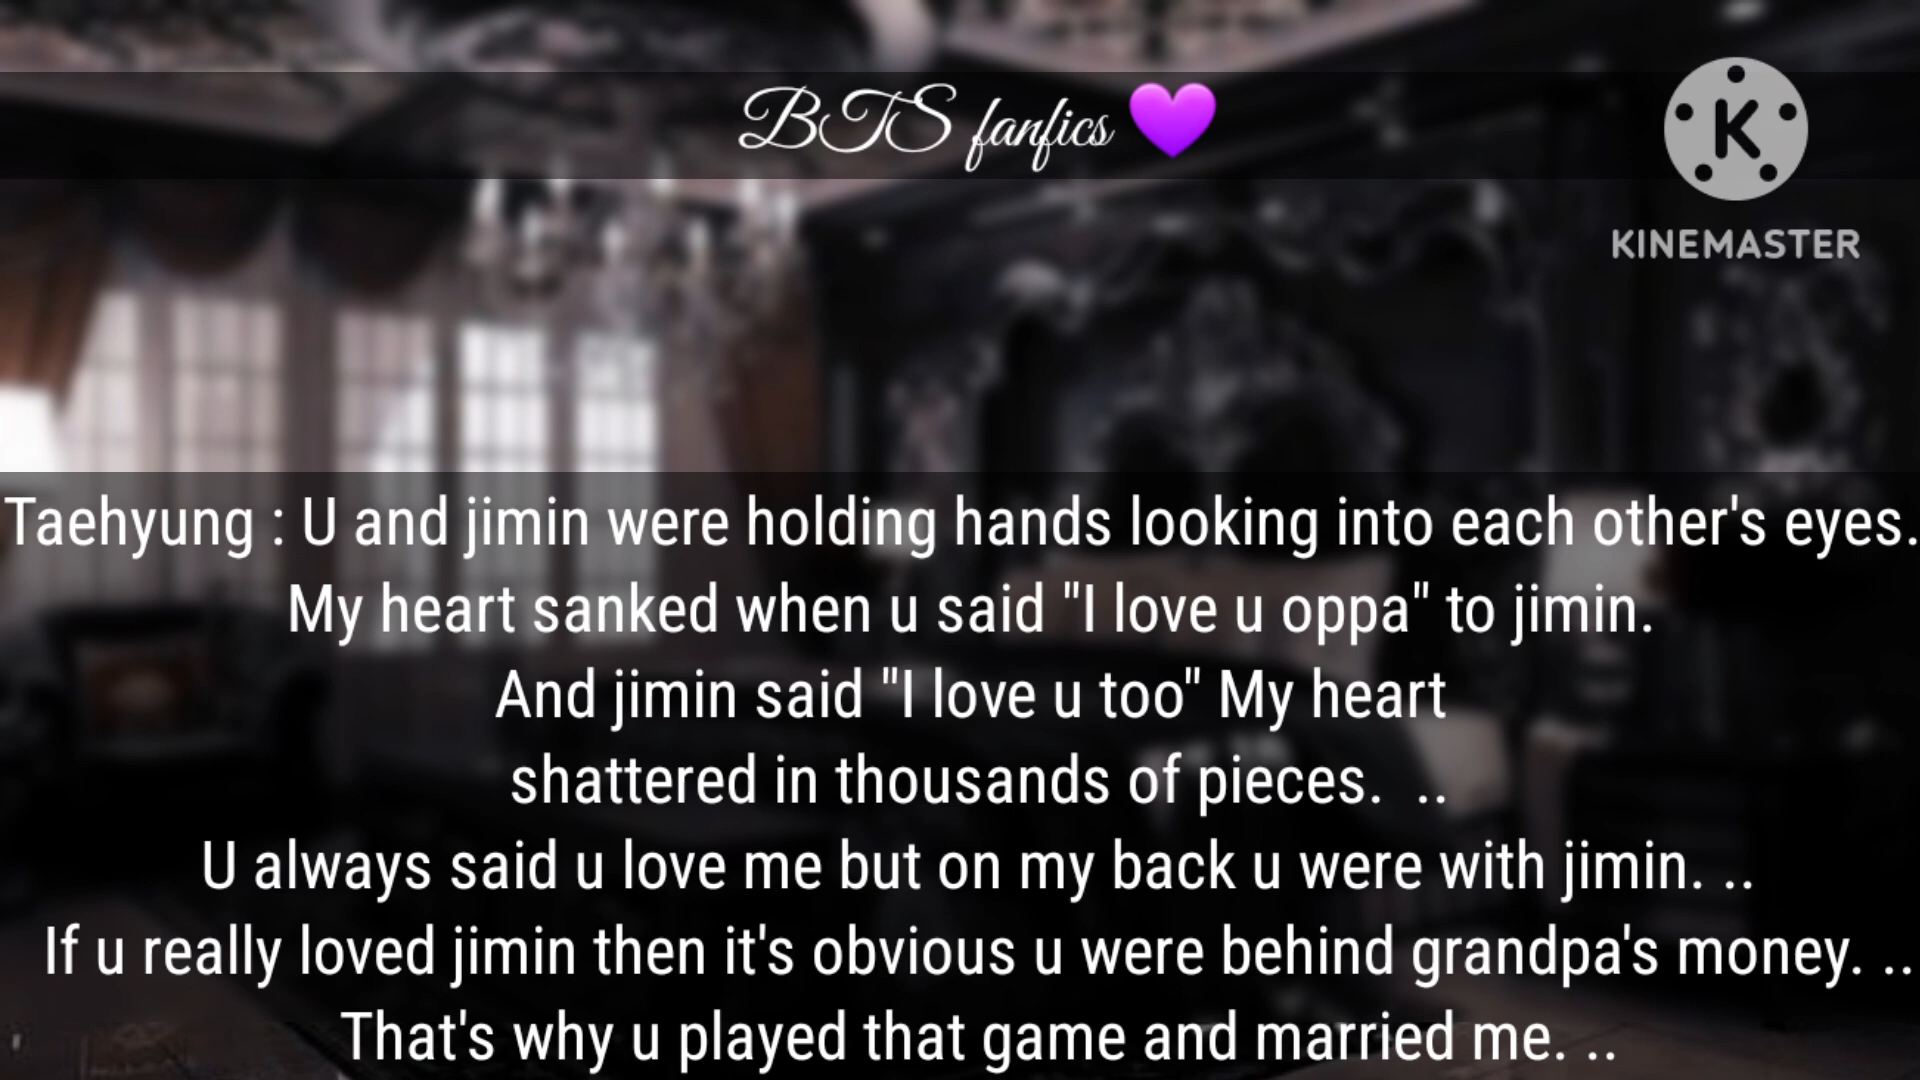 BTS fanfics 💜
K
KINEMASTER
Taehyung : U and jimin were holding hands looking into each other's eyes.
My heart sanked when u said "I love u oppa" to jimin.
And jimin said "I love u too" My heart
shattered in thousands of pieces.  ..
U always said u love me but on my back u were with jimin. ..
If u really loved jimin then it's obvious u were behind grandpa's money. ..
That's why u played that game and married me. ..